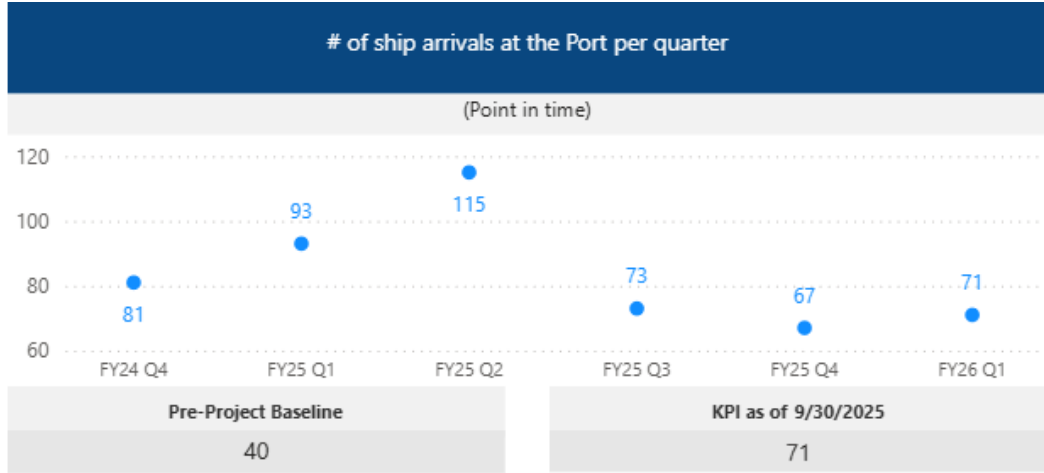 # of ship arrivals at the Port per quarter
(Point in time)
120
100
80
60
81
93
115
73
67
71
FY24 Q4 FY25 Q1 FY25 Q2 FY25 Q3 FY25 Q4 FY26 Q1
Pre-Project Baseline KPI as of 9/30/2025
40 71